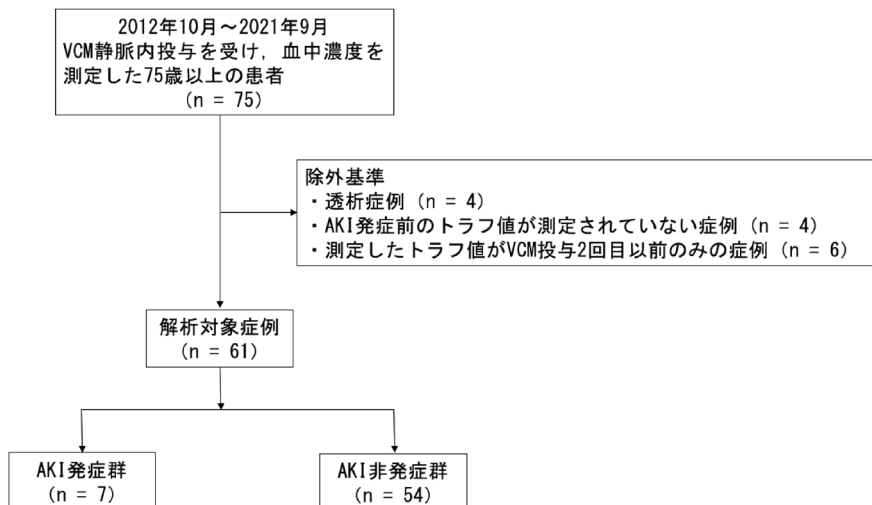 2012年10月～2021年9月
VCM静脈内投与を受け，血中濃度を
測定した75歳以上の患者
(n = 75)
除外基準
・透析症例 (n = 4)
・AKI発症前のトラフ値が測定されていない症例 (n = 4)
・測定したトラフ値がVCM投与2回目以前のみの症例 (n = 6)
解析対象症例
(n = 61)
AKI発症群
(n = 7)
AKI非発症群
(n = 54)